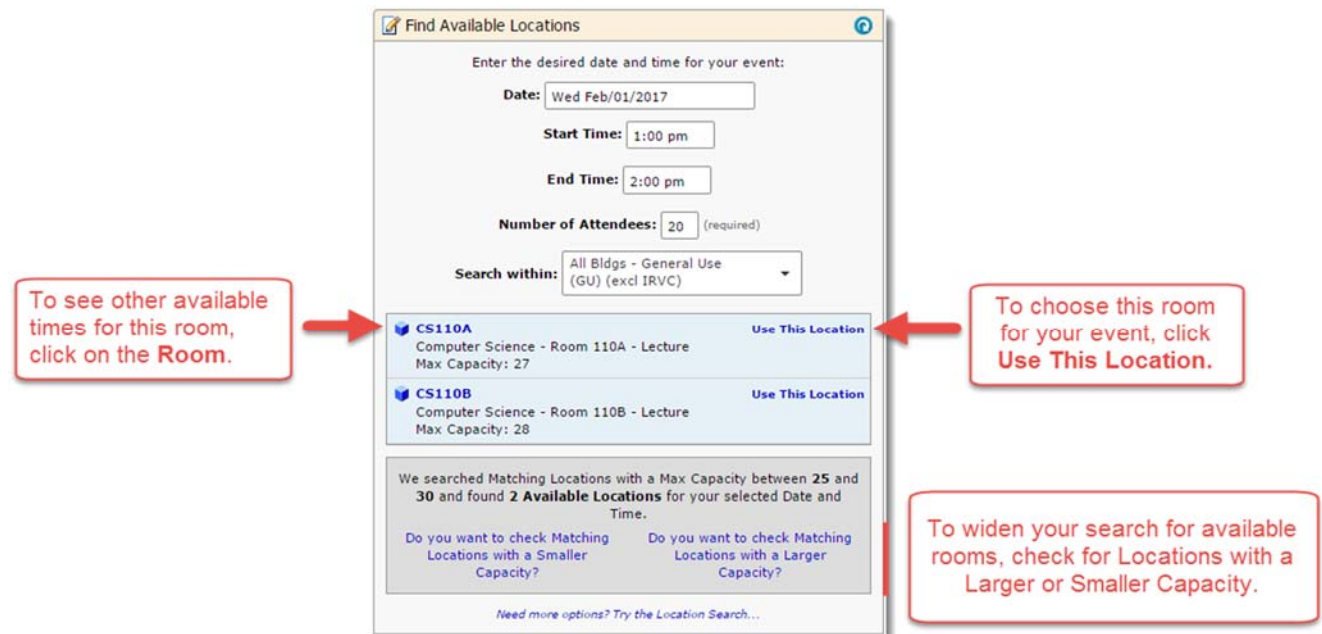 Find Available Locations
Enter the desired date and time for your event:
Date: Wed Feb/01/2017
Start Time: 1:00 pm
End Time: 2:00 pm
Number of Attendees: 20 (required)
Search within: All Bldgs - General Use
(GU) (excl IRVC)
To see other available
times for this room,
click on the Room.
CS110A Use This Location
Computer Science - Room 110A - Lecture
Max Capacity: 27
CS110B Use This Location
Computer Science - Room 110B - Lecture
Max Capacity: 28
To choose this room
for your event, click
Use This Location.
We searched Matching Locations with a Max Capacity between 25 and
30 and found 2 Available Locations for your selected Date and
Time.
Do you want to check Matching
Locations with a Smaller
Capacity?
Do you want to check Matching
Locations with a Larger
Capacity?
To widen your search for available
rooms, check for Locations with a
Larger or Smaller Capacity.
Need more options? Try the Location Search...